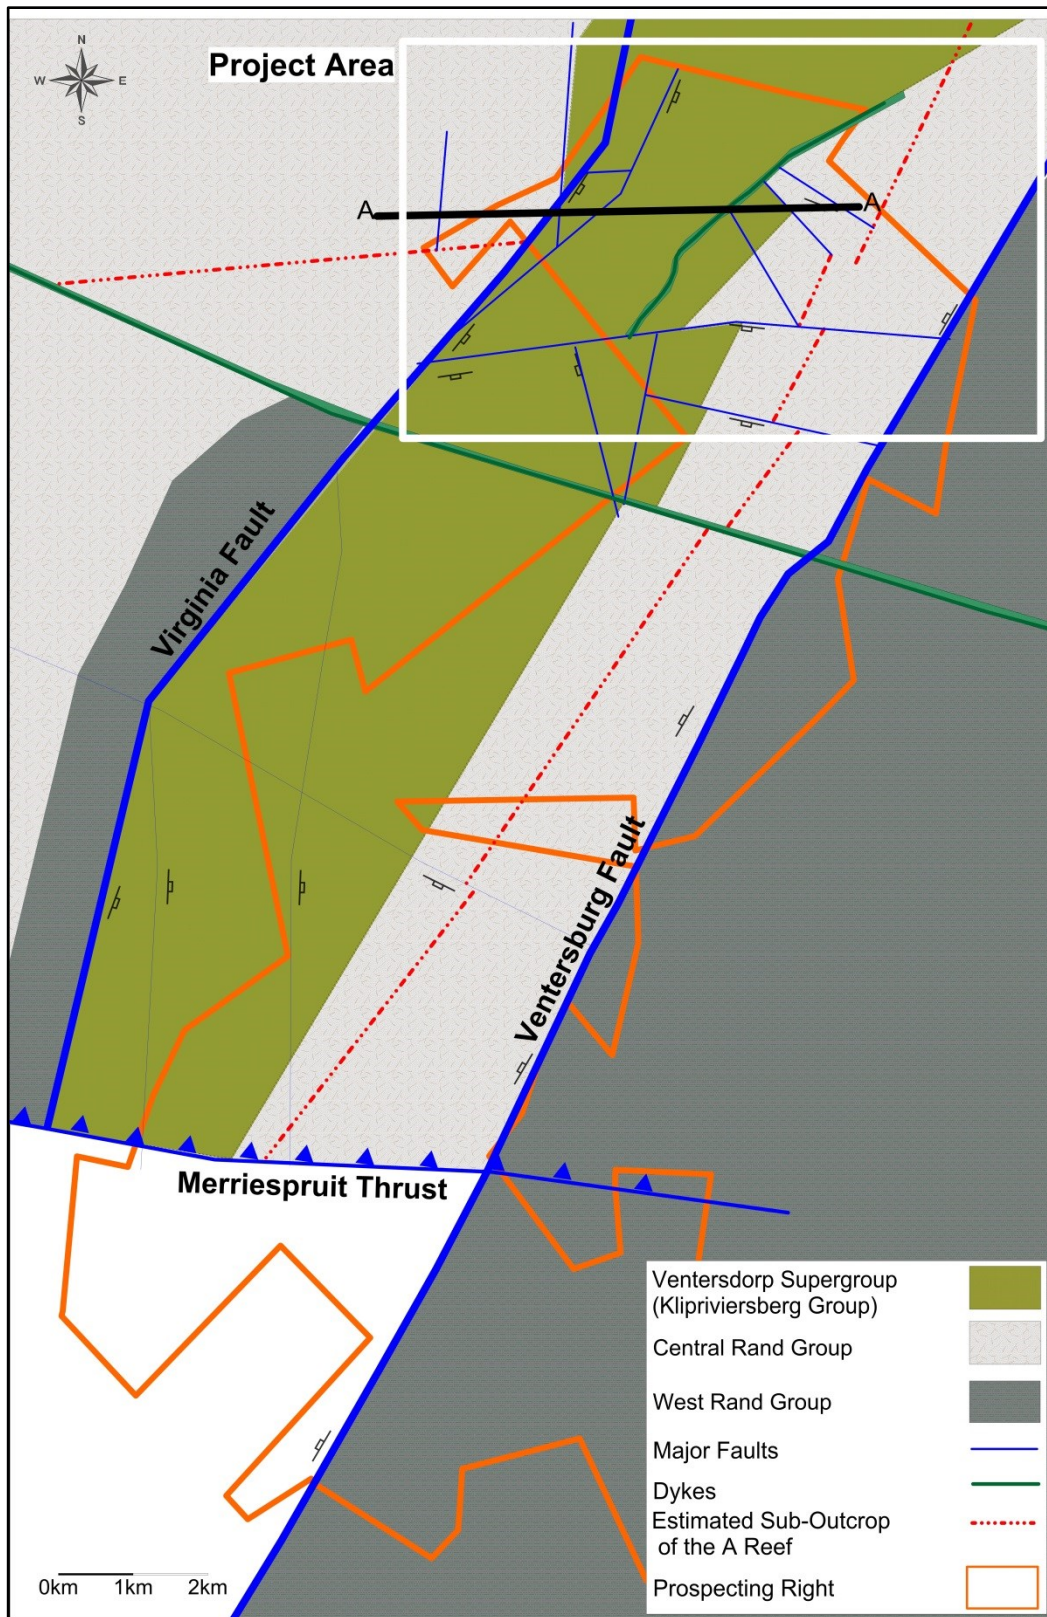 N
W E
S
Project Area
A A
Virginia Fault
Ventersburg Fault
Merriespruit Thrust
Ventersdorp Supergroup
(Klipriviersberg Group)
Central Rand Group
West Rand Group
Major Faults
Dykes
Estimated Sub-Outcrop
of the A Reef
Prospecting Right
0km 1km 2km